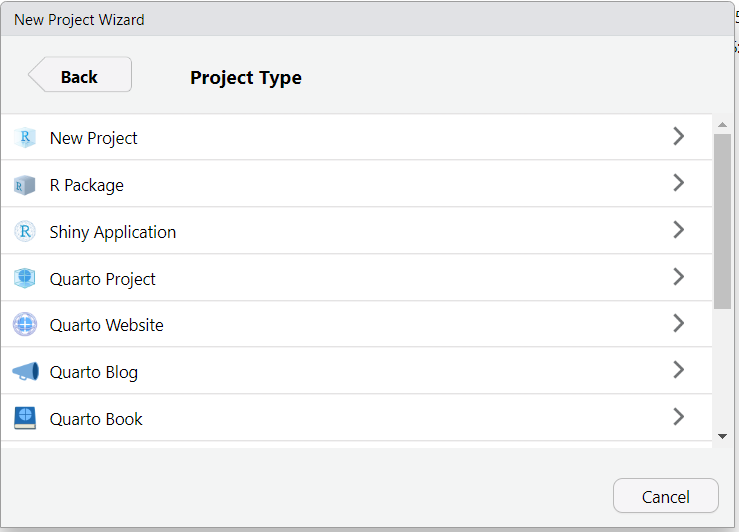 New Project Wizard
Back
Project Type
R New Project
R R Package
R Shiny Application
Quarto Project
Quarto Website
Quarto Blog
Quarto Book
Cancel